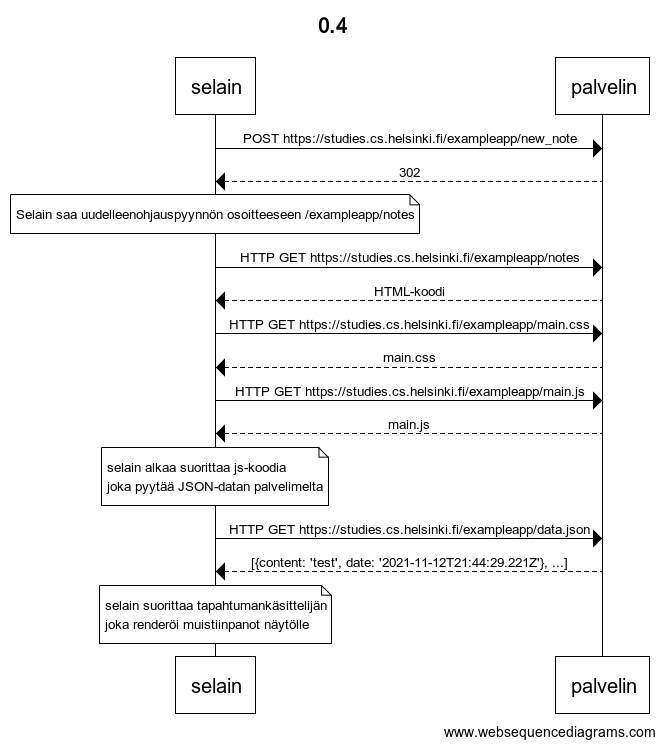 0.4
selain
palvelin
POST https://studies.cs.helsinki.fi/exampleapp/new_note
302
Selain saa uudelleenohjauspyynnön osoitteeseen /exampleapp/notes
HTTP GET https://studies.cs.helsinki.fi/exampleapp/notes
HTML-koodi
HTTP GET https://studies.cs.helsinki.fi/exampleapp/main.css
main.css
HTTP GET https://studies.cs.helsinki.fi/exampleapp/main.js
main.js
selain alkaa suorittaa js-koodia
joka pyytää JSON-datan palvelimelta
HTTP GET https://studies.cs.helsinki.fi/exampleapp/data.json
[{content: 'test', date: '2021-11-12T21:44:29.221Z'}, ...]
selain suorittaa tapahtumankäsittelijän
joka renderöi muistiinpanot näytölle
selain
palvelin
www.websequencediagrams.com